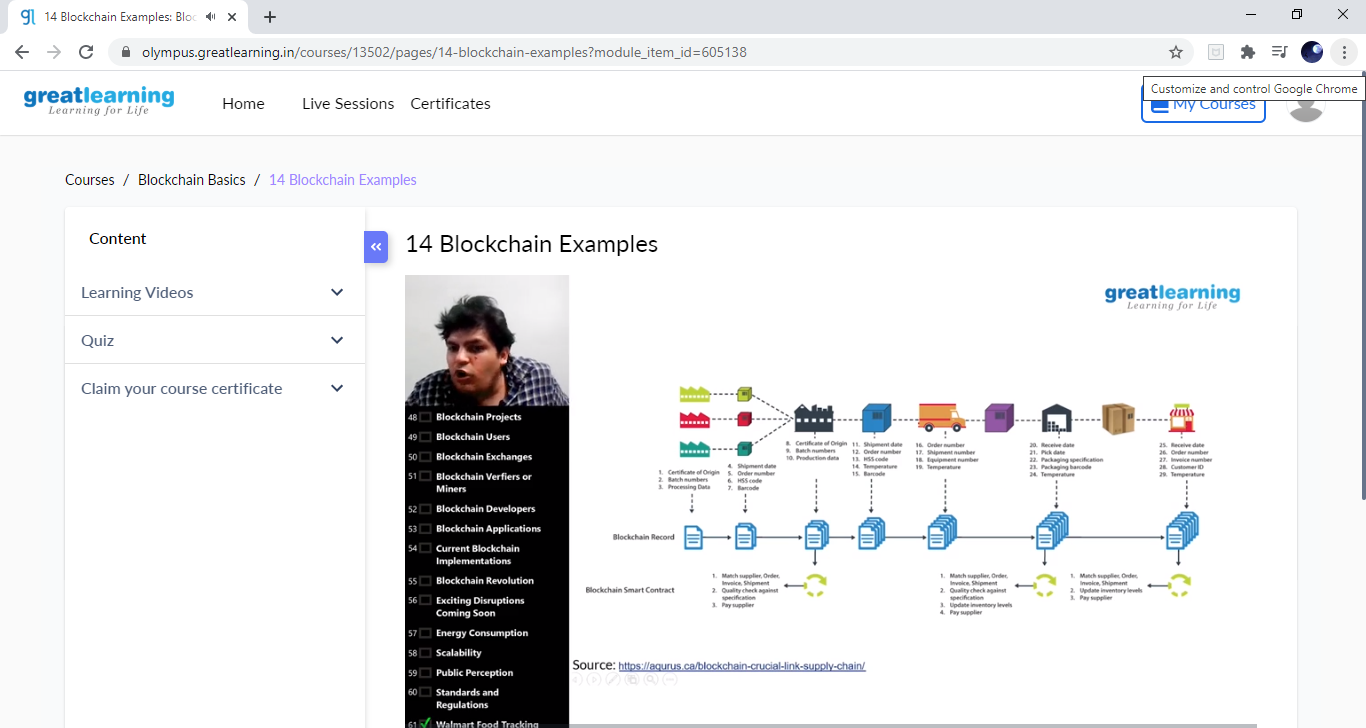 14 Blockchain Examples: Bloc
olympus.greatlearning.in/courses/13502/pages/14-blockchain-examples?module_item_id=605138
Customize and control Google Chrome
greatlearning
Learning for Life
Home Live Sessions Certificates
My Courses
Courses / Blockchain Basics / 14 Blockchain Examples
Content
Learning Videos
Quiz
Claim your course certificate
14 Blockchain Examples
greatlearning
Learning for Life
48 Blockchain Projects
49 Blockchain Users
50 Blockchain Exchanges
51 Blockchain Verfiers or
Miners
52 Blockchain Developers
53 Blockchain Applications
54 Current Blockchain
Implementations
55 Blockchain Revolution
56 Exciting Disruptions
Coming Soon
57 Energy Consumption
58 Scalability
59 Public Perception
60 Standards and
Regulations
61 Walmart Food Tracking
1. Certificate of Origin
2. Batch numbers
3. Processing Data
4. Shipment date
5. Order number
6. HSS code
7. Barcode
8. Certificate of Origin
9. Batch numbers
10. Production data
11. Shipment date
12. Order number
13. HSS code
14. Temperature
15. Barcode
16. Order number
17. Shipment number
18. Equipment number
19. Temperature
20. Receive date
21. Pick date
22. Packaging specification
23. Packaging barcode
24. Temperature
25. Receive date
26. Order number
27. Invoice number
28. Customer ID
29. Temperature
Blockchain Record
Blockchain Smart Contract
1. Match supplier, Order,
Invoice, Shipment
2. Quality check against
specification
3. Pay supplier
1. Match supplier, Order,
Invoice, Shipment
2. Quality check against
specification
3. Update inventory levels
4. Pay supplier
1. Match supplier, Order,
Invoice, Shipment
2. Update inventory levels
3. Pay supplier
Source: https://aqurus.ca/blockchain-crucial-link-supply-chain/